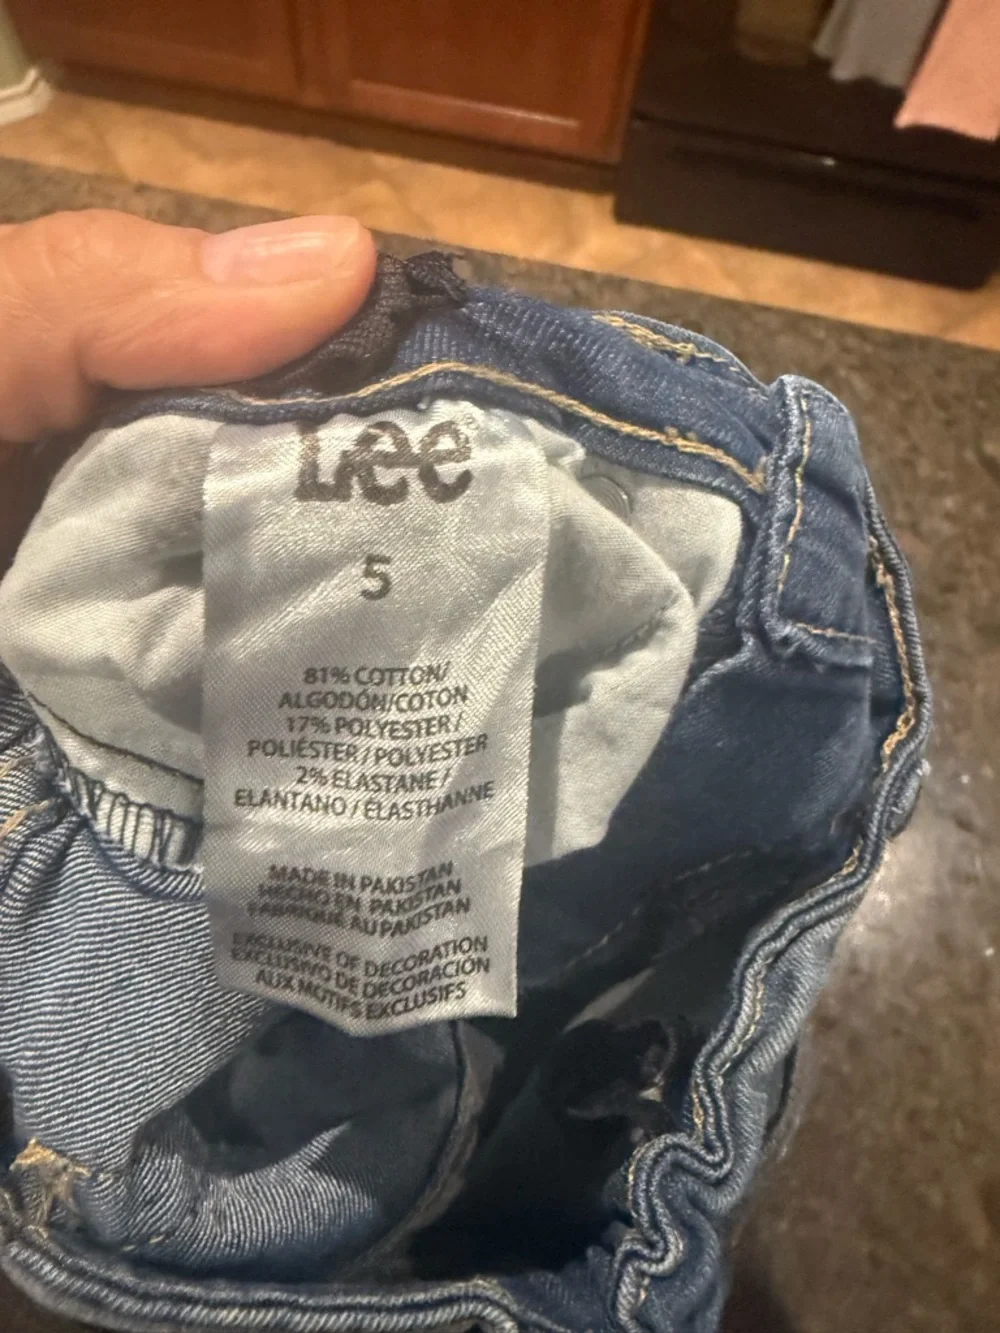 Lee®
5
81% COTTON/
ALGODÓN/COTON
17% POLYESTER/
POLIÉSTER/POLYESTER
2% ELASTANE/
ELANTANO/ÉLASTHANNE
MADE IN PAKISTAN
HECHO EN PAKISTAN
FABRIQUÉ AU PAKISTAN
EXCLUSIVE OF DECORATION
EXCLUSIVO DE DECORACIÓN
AUX MOTIFS EXCLUSIFS